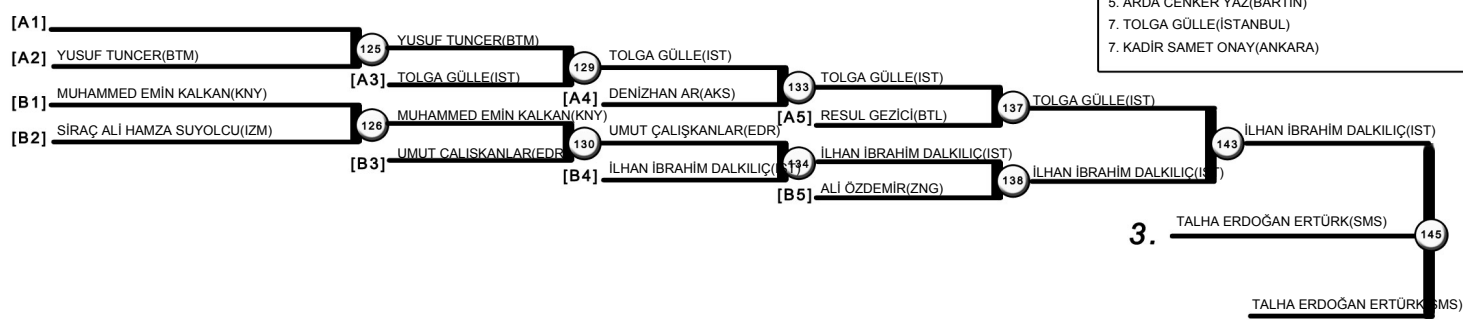 5. ARDA CENKER YAZ(BARTIN)
7. TOLGA GÜLLE(İSTANBUL)
7. KADİR SAMET ONAY(ANKARA)
[A1]
[A2] YUSUF TUNCER(BTM)
125
YUSUF TUNCER(BTM)
[A3] TOLGA GÜLLE(IST)
129
TOLGA GÜLLE(IST)
[A4] DENİZHAN AR(AKS)
133
TOLGA GÜLLE(IST)
[A5] RESUL GEZİCİ(BTL)
137
TOLGA GÜLLE(IST)
[B1] MUHAMMED EMİN KALKAN(KNY)
[B2] SİRAÇ ALİ HAMZA SUYOLCU(IZM)
126
MUHAMMED EMİN KALKAN(KNY)
[B3] UMUT CALISKANLAR(EDR)
130
UMUT ÇALIŞKANLAR(EDR)
[B4] İLHAN İBRAHİM DALKILIÇ(IST)
134
İLHAN İBRAHİM DALKILIÇ(IST)
[B5] ALİ ÖZDEMİR(ZNG)
138
İLHAN İBRAHİM DALKILIÇ(IST)
143
İLHAN İBRAHİM DALKILIÇ(IST)
3. TALHA ERDOĞAN ERTÜRK(SMS)
145
TALHA ERDOĞAN ERTÜRK(SMS)